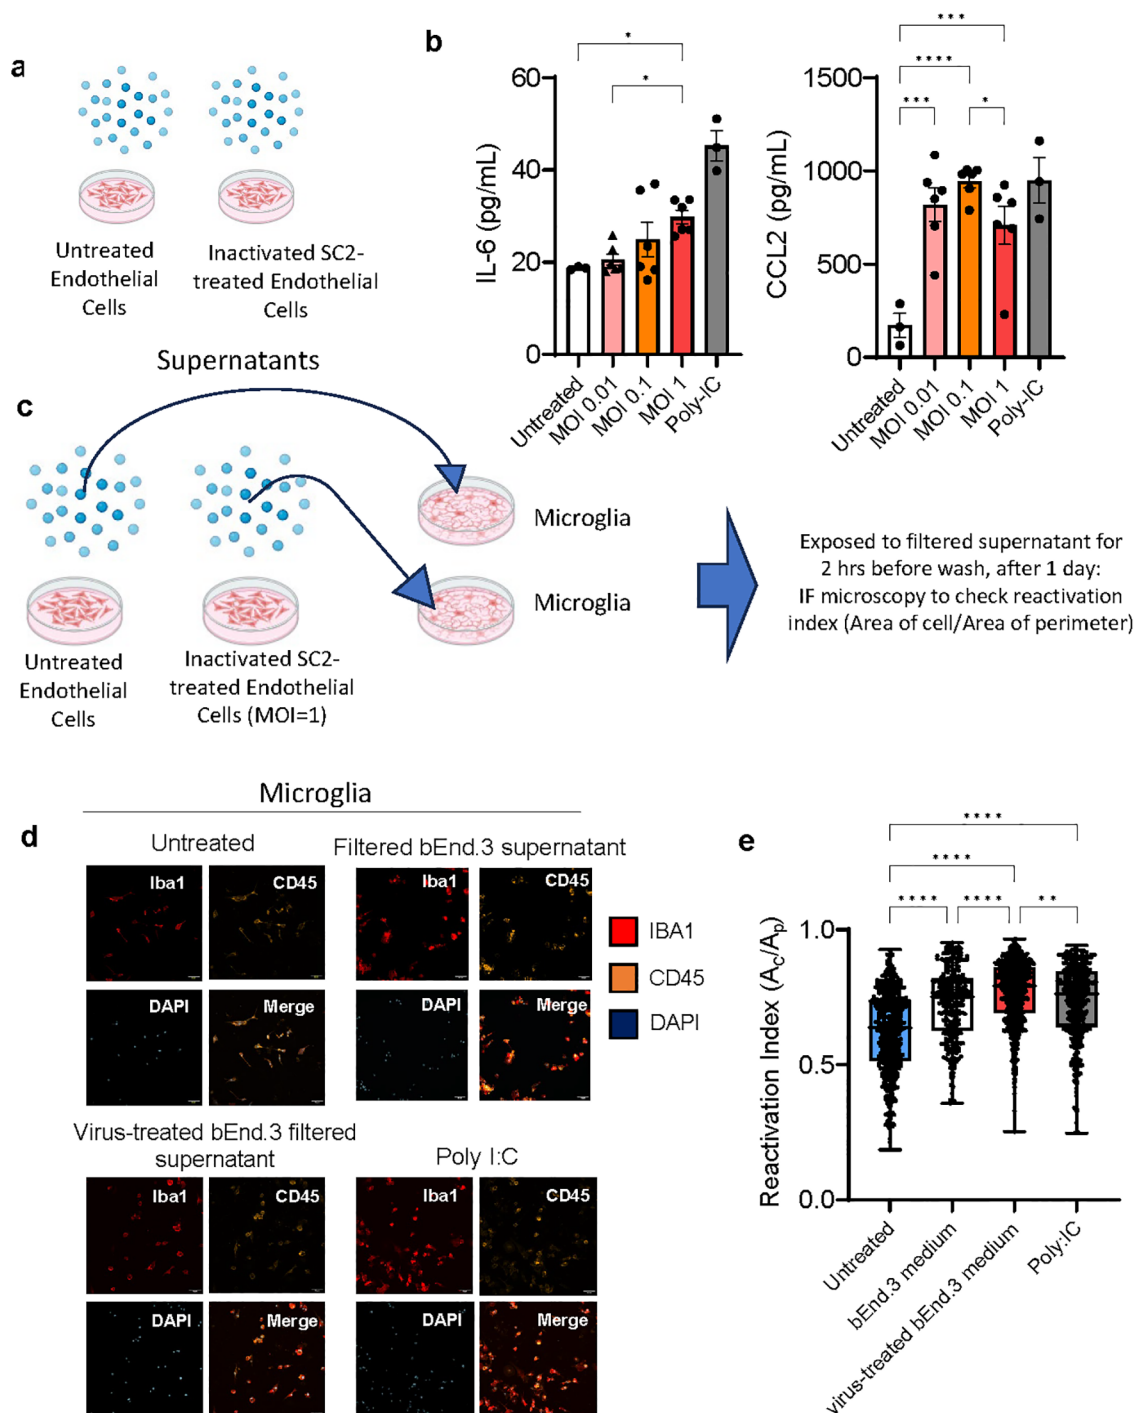 a
Untreated
Endothelial
Cells
Inactivated SC2-
treated Endothelial
Cells
b
*
*
IL-6 (pg/mL)
60
40
20
0
Untreated
MOI 0.01
MOI 0.1
MOI 1
Poly-IC
***
****
***
*
CCL2 (pg/mL)
1500
1000
500
0
Untreated
MOI 0.01
MOI 0.1
MOI 1
Poly-IC
Supernatants
c
Untreated
Endothelial
Cells
Inactivated SC2-
treated Endothelial
Cells (MOI=1)
Microglia
Microglia
Exposed to filtered supernatant for
2 hrs before wash, after 1 day:
IF microscopy to check reactivation
index (Area of cell/Area of perimeter)
Microglia
d
Untreated
Iba1
CD45
DAPI
Merge
Filtered bEnd.3 supernatant
Iba1
CD45
DAPI
Merge
IBA1
CD45
DAPI
Virus-treated bEnd.3 filtered
supernatant
Iba1
CD45
DAPI
Merge
Poly I:C
Iba1
CD45
DAPI
Merge
e
****
****
****
****
**
Reactivation Index (Ac/Ap)
1.0
0.5
0.0
Untreated
bEnd.3 medium
virus-treated bEnd.3 medium
Poly:IC